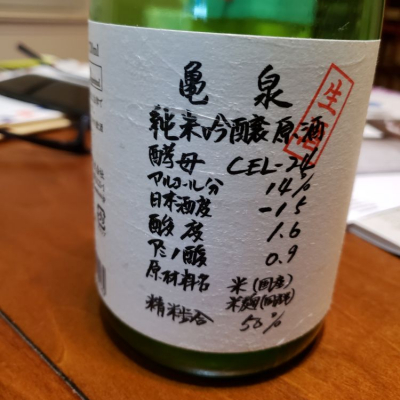 亀泉
純米吟醸原酒
生酒
酵母 CEL-24
アルコール分 14%
日本酒度 -15
酸度 1.6
アミノ酸 0.9
原材料名 米(国産)
米麹(国産米)
精米歩合 50%